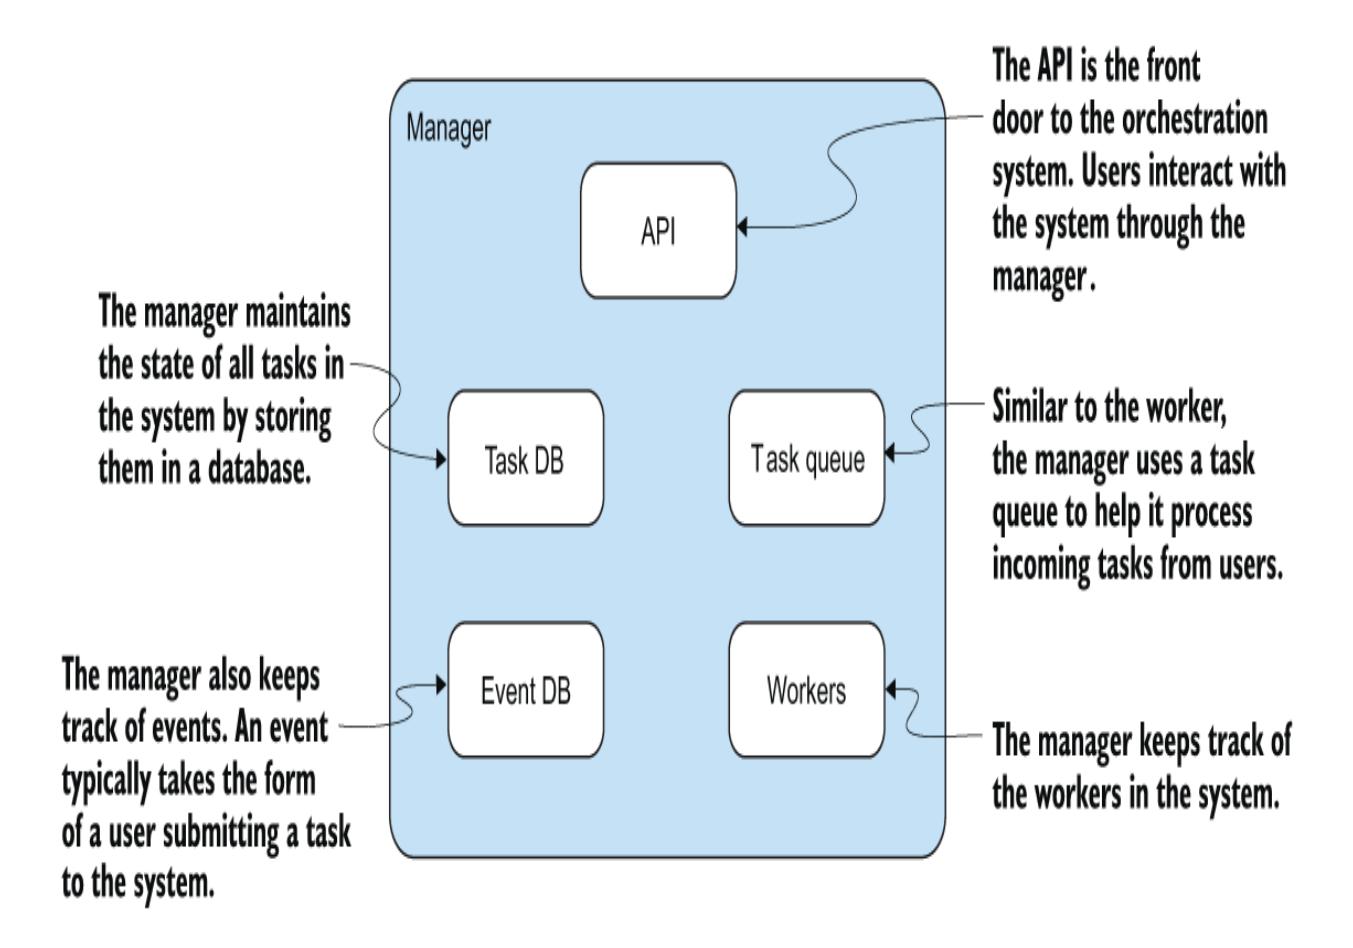 Manager
API
The API is the front
door to the orchestration
system. Users interact with
the system through the
manager.
The manager maintains
the state of all tasks in
the system by storing
them in a database.
Task DB
Task queue
Similar to the worker,
the manager uses a task
queue to help it process
incoming tasks from users.
The manager also keeps
track of events. An event
typically takes the form
of a user submitting a task
to the system.
Event DB
Workers
The manager keeps track of
the workers in the system.